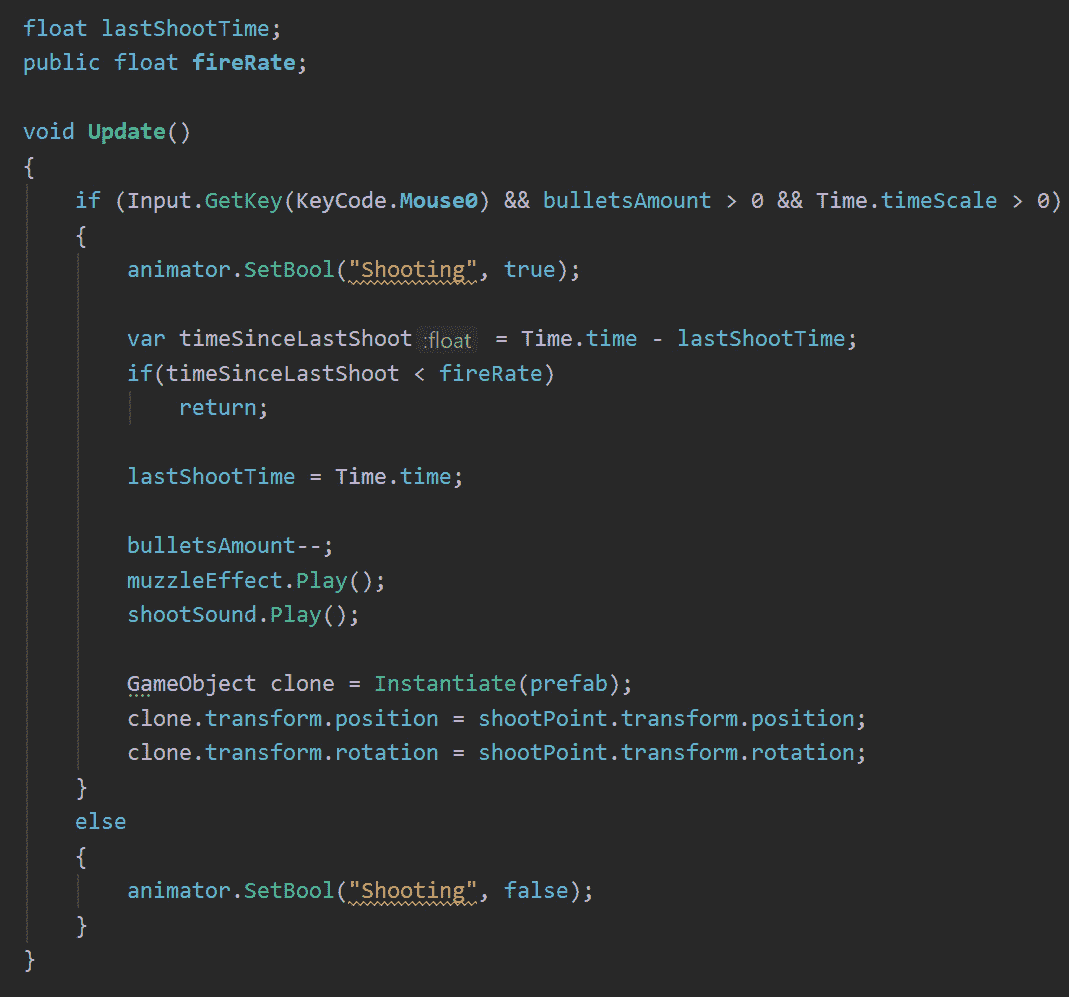 float lastShootTime;
public float fireRate;
void Update()
{
if (Input.GetKey(KeyCode.Mouse0) && bulletsAmount > 0 && Time.timeScale > 0)
{
animator.SetBool("Shooting", true);
var timeSinceLastShoot :float = Time.time - lastShootTime;
if(timeSinceLastShoot < fireRate)
return;
lastShootTime = Time.time;
bulletsAmount--;
muzzleEffect.Play();
shootSound.Play();
GameObject clone = Instantiate(prefab);
clone.transform.position = shootPoint.transform.position;
clone.transform.rotation = shootPoint.transform.rotation;
}
else
{
animator.SetBool("Shooting", false);
}
}